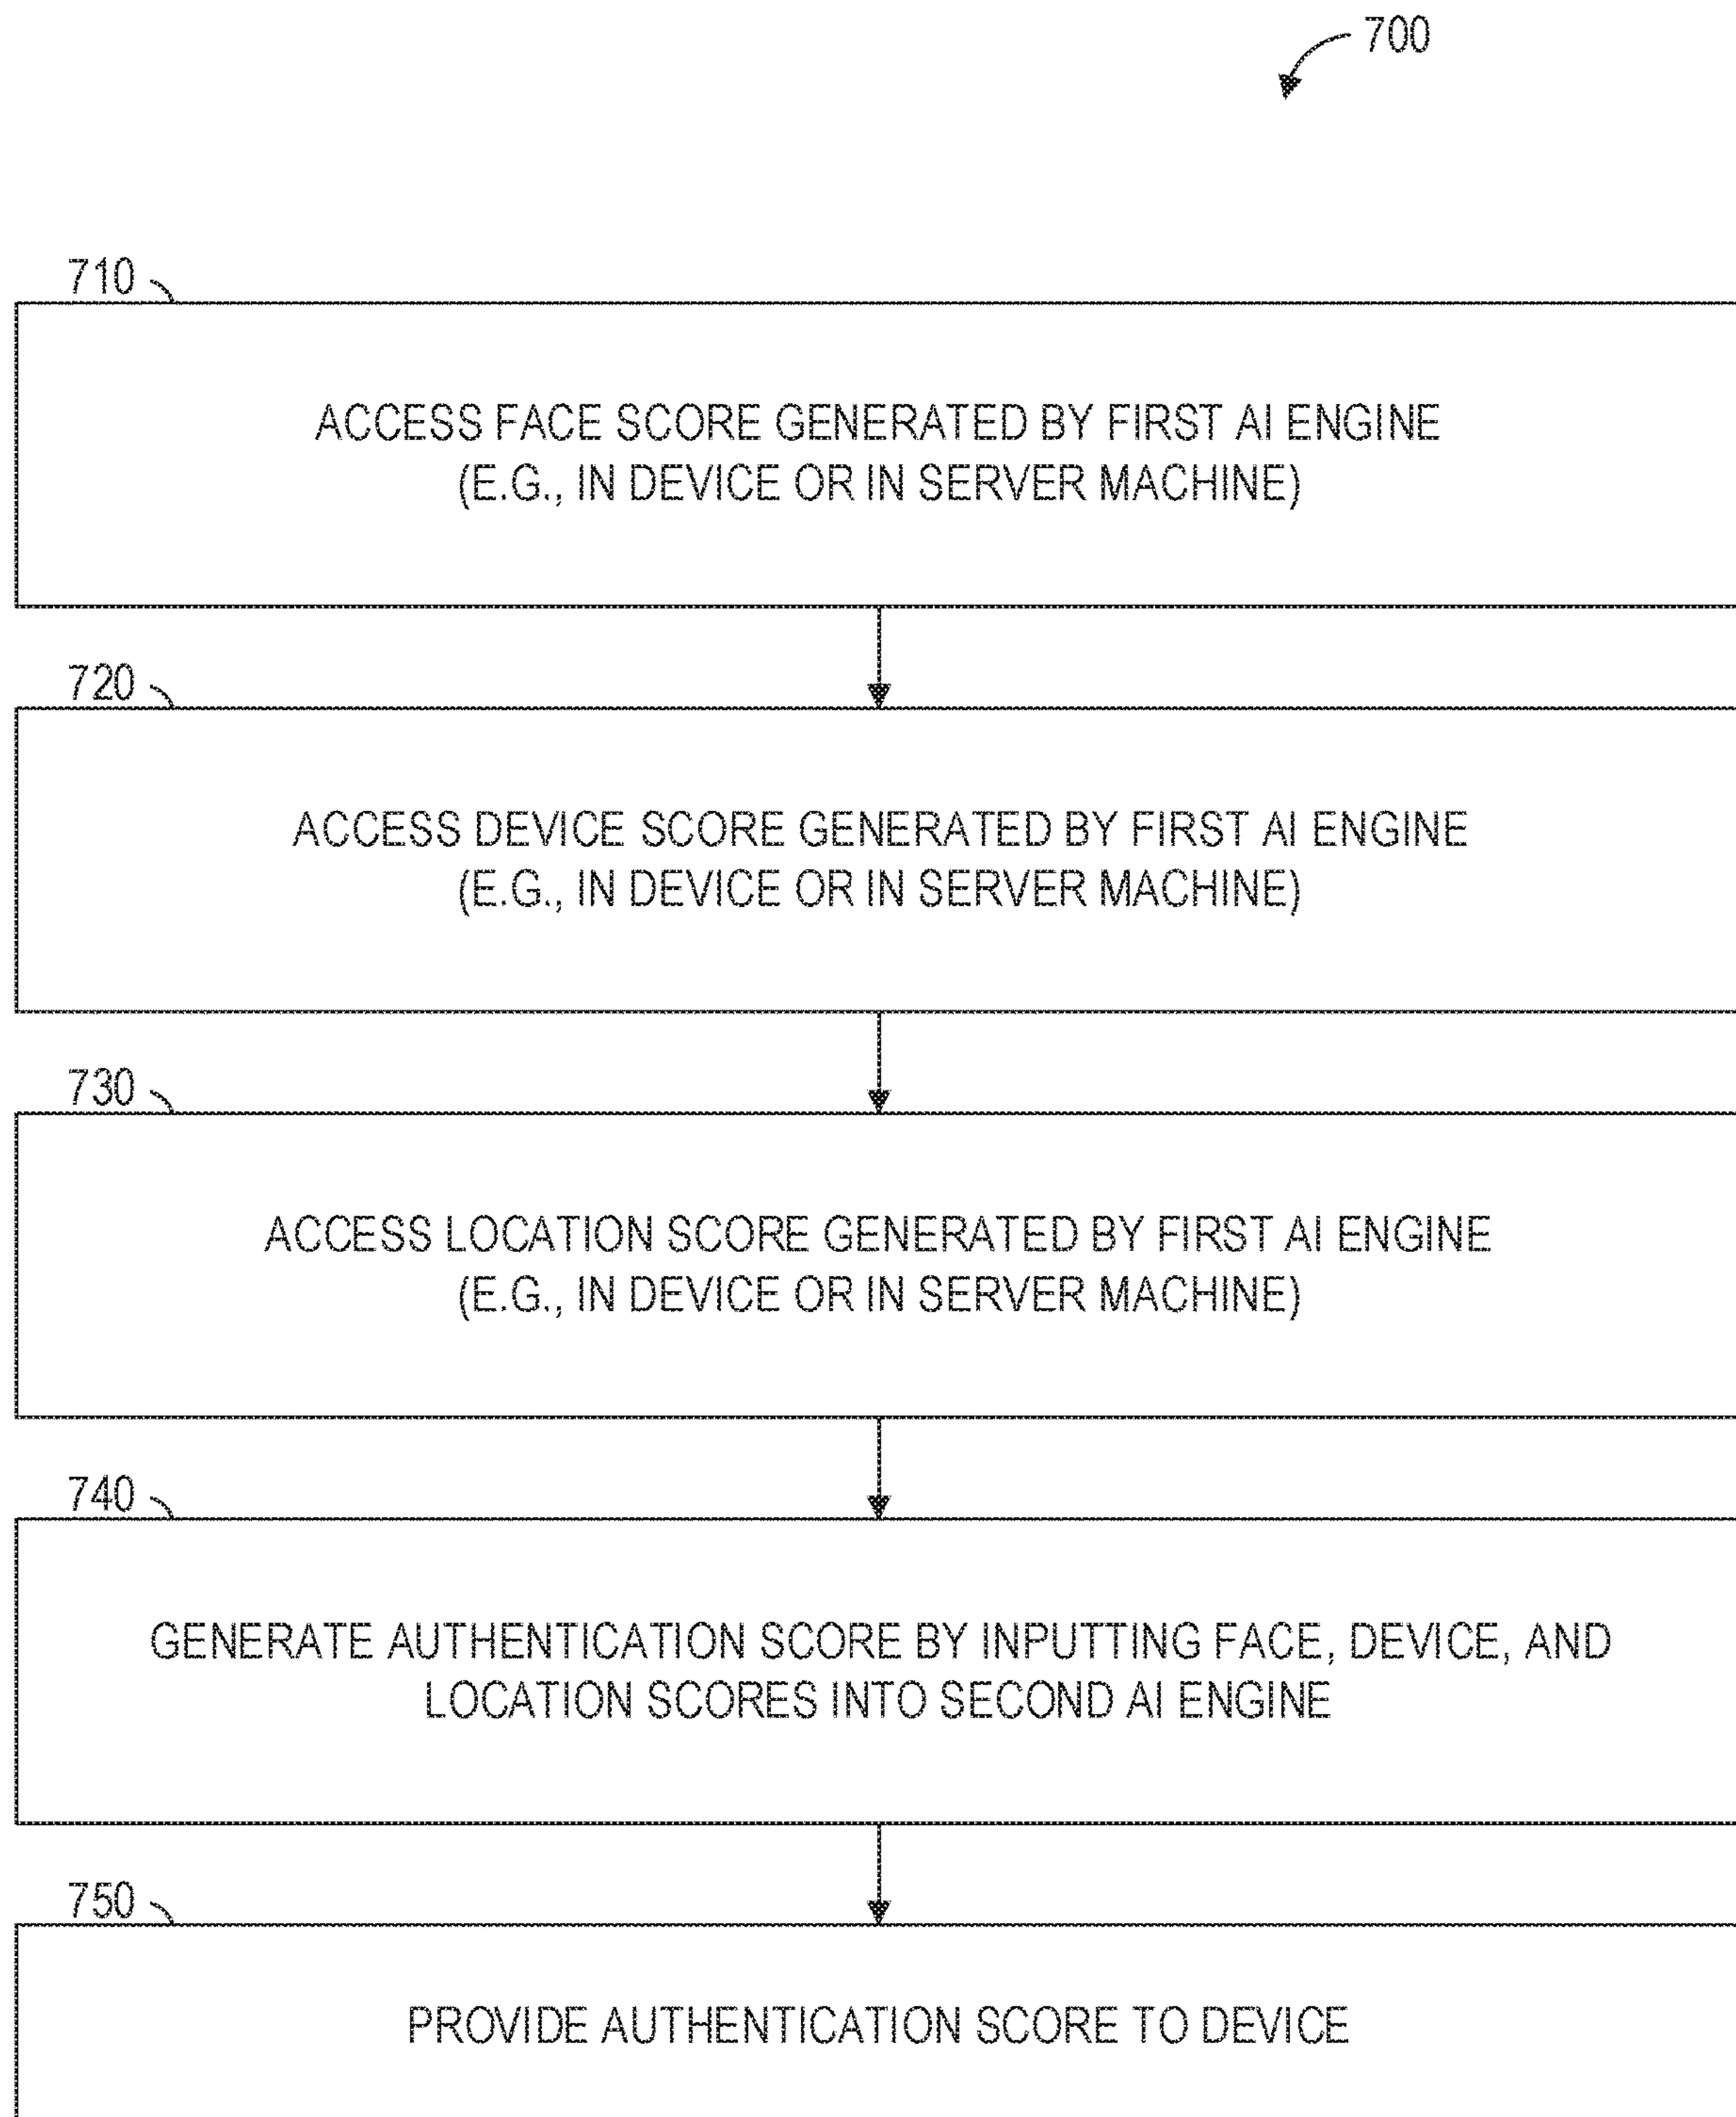 700
710
ACCESS FACE SCORE GENERATED BY FIRST AI ENGINE
(E.G., IN DEVICE OR IN SERVER MACHINE)
720
ACCESS DEVICE SCORE GENERATED BY FIRST AI ENGINE
(E.G., IN DEVICE OR IN SERVER MACHINE)
730
ACCESS LOCATION SCORE GENERATED BY FIRST AI ENGINE
(E.G., IN DEVICE OR IN SERVER MACHINE)
740
GENERATE AUTHENTICATION SCORE BY INPUTTING FACE, DEVICE, AND
LOCATION SCORES INTO SECOND AI ENGINE
750
PROVIDE AUTHENTICATION SCORE TO DEVICE